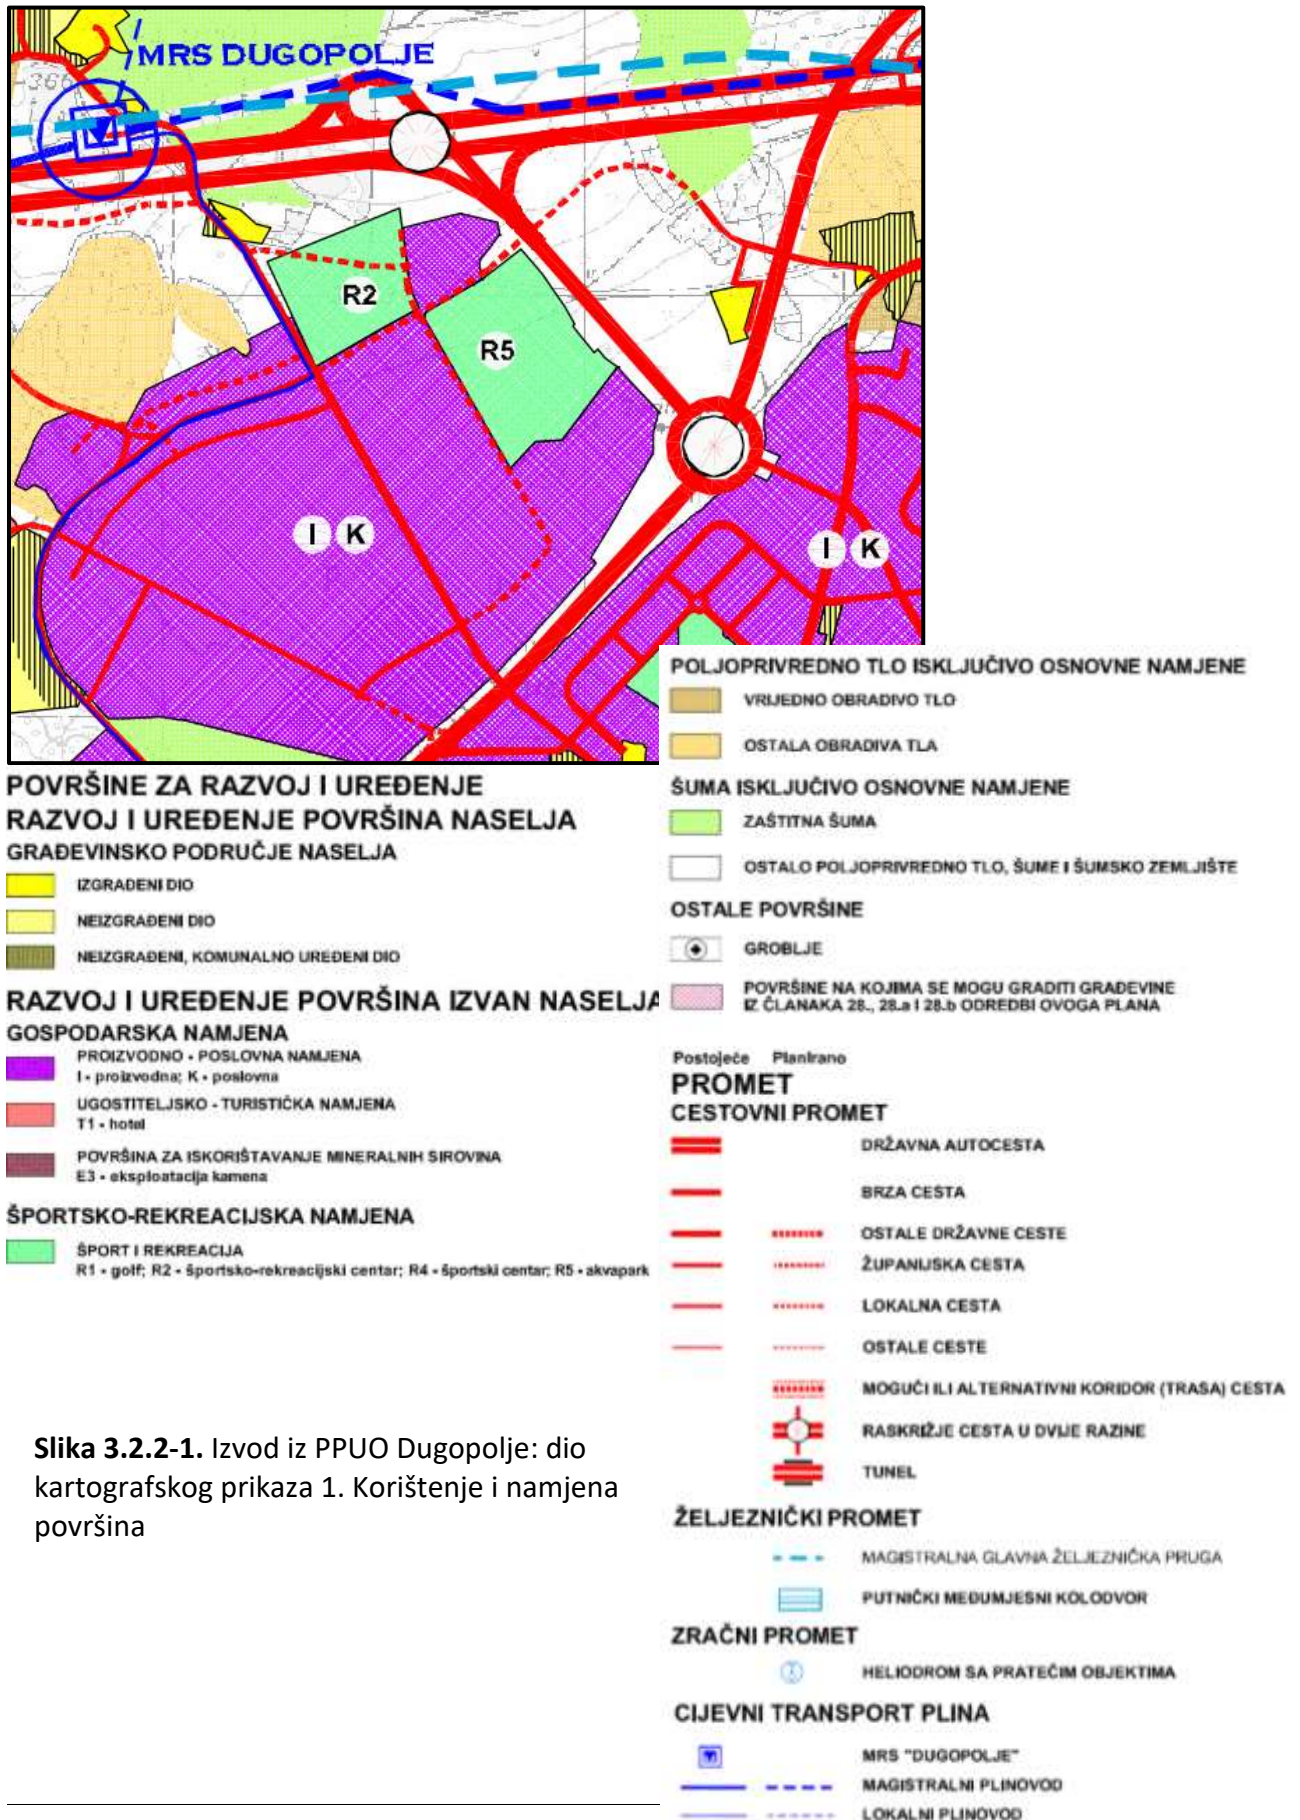 MRS DUGOPOLJE
366
R2
R5
I K
I K
POVRŠINE ZA RAZVOJ I UREĐENJE
RAZVOJ I UREĐENJE POVRŠINA NASELJA
GRAĐEVINSKO PODRUČJE NASELJA
IZGRAĐENI DIO
NEIZGRAĐENI DIO
NEIZGRAĐENI, KOMUNALNO UREĐENI DIO
RAZVOJ I UREĐENJE POVRŠINA IZVAN NASELJA
GOSPODARSKA NAMJENA
PROIZVODNO - POSLOVNA NAMJENA
I - proizvodna; K - poslovna
UGOSTITELJSKO - TURISTIČKA NAMJENA
T1 - hotel
POVRŠINA ZA ISKORIŠTAVANJE MINERALNIH SIROVINA
E3 - eksploatacija kamena
ŠPORTSKO-REKREACIJSKA NAMJENA
ŠPORT I REKREACIJA
R1 - golf; R2 - športsko-rekreacijski centar; R4 - športski centar; R5 - akvapark
Slika 3.2.2-1. Izvod iz PPUO Dugopolje: dio
kartografskog prikaza 1. Korištenje i namjena
površina
POLJOPRIVREDNO TLO ISKLJUČIVO OSNOVNE NAMJENE
VRIJEDNO OBRADIVO TLO
OSTALA OBRADIVA TLA
ŠUMA ISKLJUČIVO OSNOVNE NAMJENE
ZAŠTITNA ŠUMA
OSTALO POLJOPRIVREDNO TLO, ŠUME I ŠUMSKO ZEMLJIŠTE
OSTALE POVRŠINE
GROBLJE
POVRŠINE NA KOJIMA SE MOGU GRADITI GRAĐEVINE
IZ ČLANAKA 28., 28.a I 28.b ODREDBI OVOGA PLANA
Postojeće Planirano
PROMET
CESTOVNI PROMET
DRŽAVNA AUTOCESTA
BRZA CESTA
OSTALE DRŽAVNE CESTE
ŽUPANIJSKA CESTA
LOKALNA CESTA
OSTALE CESTE
MOGUĆI ILI ALTERNATIVNI KORIDOR (TRASA) CESTA
RASKRIŽJE CESTA U DVIJE RAZINE
TUNEL
ŽELJEZNIČKI PROMET
MAGISTRALNA GLAVNA ŽELJEZNIČKA PRUGA
PUTNIČKI MEĐUMJESNI KOLODVOR
ZRAČNI PROMET
HELIODROM SA PRATEĆIM OBJEKTIMA
CIJEVNI TRANSPORT PLINA
MRS "DUGOPOLJE"
MAGISTRALNI PLINOVOD
LOKALNI PLINOVOD